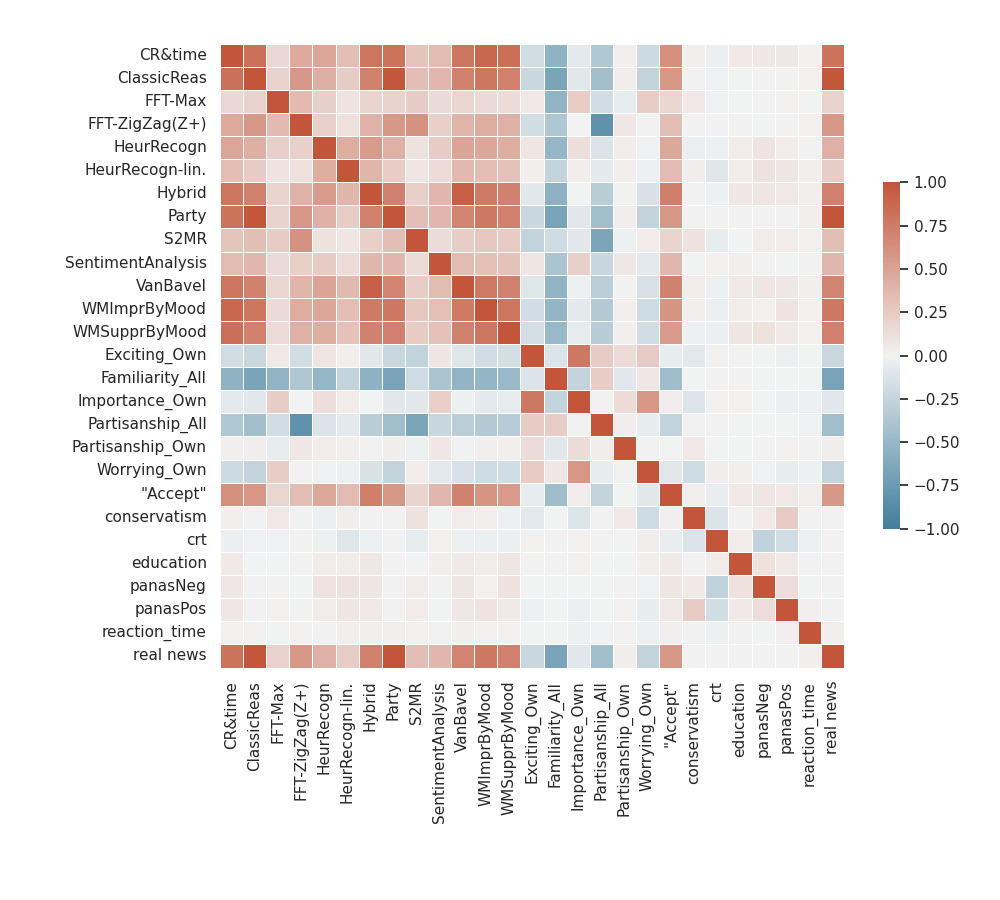 CR&time
ClassicReas
FFT-Max
FFT-ZigZag(Z+)
HeurRecogn
HeurRecogn-lin.
Hybrid
Party
S2MR
SentimentAnalysis
VanBavel
WMImprByMood
WMSupprByMood
Exciting_Own
Familiarity_All
Importance_Own
Partisanship_All
Partisanship_Own
Worrying_Own
"Accept"
conservatism
crt
education
panasNeg
panasPos
reaction_time
real news
CR&time
ClassicReas
FFT-Max
FFT-ZigZag(Z+)
HeurRecogn
HeurRecogn-lin.
Hybrid
Party
S2MR
SentimentAnalysis
VanBavel
WMImprByMood
WMSupprByMood
Exciting_Own
Familiarity_All
Importance_Own
Partisanship_All
Partisanship_Own
Worrying_Own
"Accept"
conservatism
crt
education
panasNeg
panasPos
reaction_time
real news
1.00
0.75
0.50
0.25
0.00
−0.25
−0.50
−0.75
−1.00